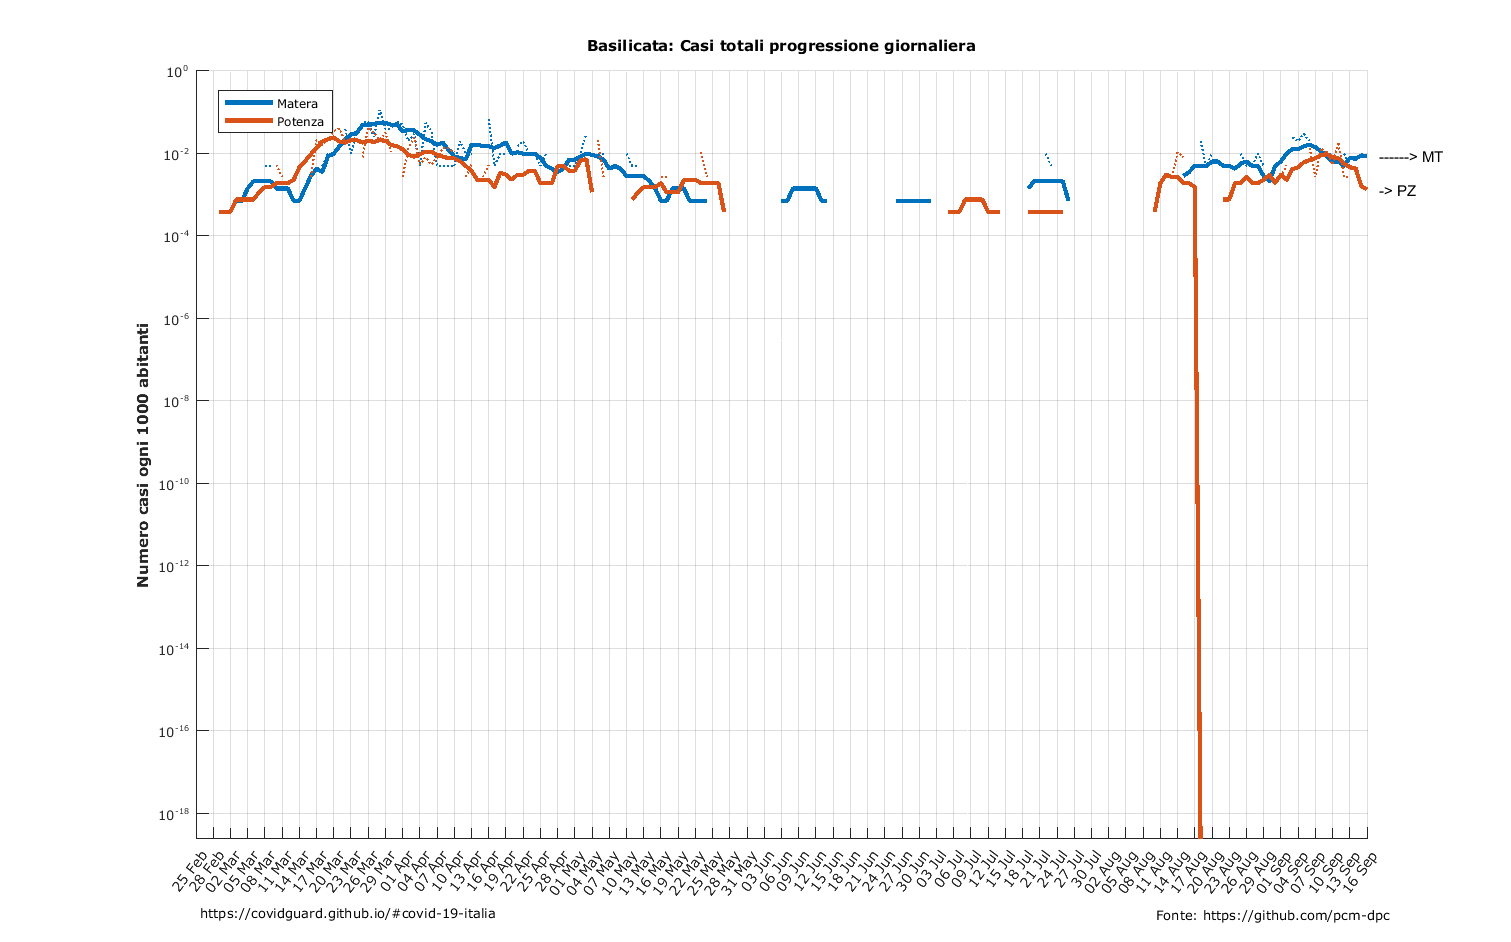 Basilicata: Casi totali progressione giornaliera
Matera
Potenza
10^0
10^-2
10^-4
10^-6
10^-8
10^-10
10^-12
10^-14
10^-16
10^-18
Numero casi ogni 1000 abitanti
------> MT
-> PZ
25 Feb
28 Feb
02 Mar
05 Mar
08 Mar
11 Mar
14 Mar
17 Mar
20 Mar
23 Mar
26 Mar
29 Mar
01 Apr
04 Apr
07 Apr
10 Apr
13 Apr
16 Apr
19 Apr
22 Apr
25 Apr
28 Apr
01 May
04 May
07 May
10 May
13 May
16 May
19 May
22 May
25 May
28 May
31 May
03 Jun
06 Jun
09 Jun
12 Jun
15 Jun
18 Jun
21 Jun
24 Jun
27 Jun
30 Jun
03 Jul
06 Jul
09 Jul
12 Jul
15 Jul
18 Jul
21 Jul
24 Jul
27 Jul
30 Jul
02 Aug
05 Aug
08 Aug
11 Aug
14 Aug
17 Aug
20 Aug
23 Aug
26 Aug
29 Aug
01 Sep
04 Sep
07 Sep
10 Sep
13 Sep
16 Sep
https://covidguard.github.io/#covid-19-italia
Fonte: https://github.com/pcm-dpc